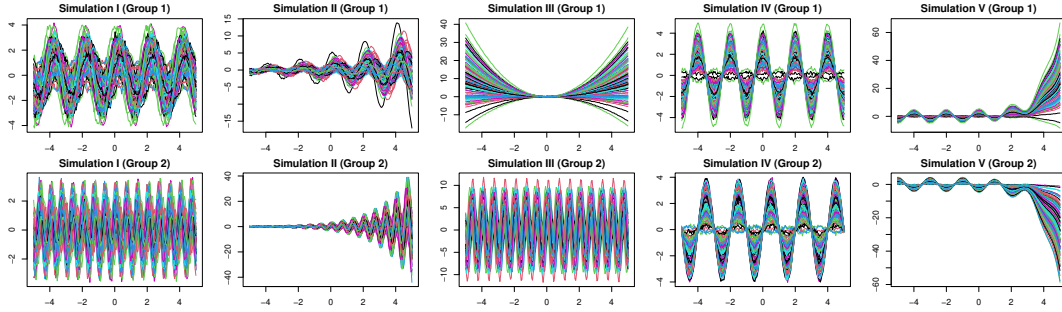 Simulation I (Group 1)
4
2
0
−2
−4
−4 −2 0 2 4
Simulation II (Group 1)
15
10
5
0
−5
−15
−4 −2 0 2 4
Simulation III (Group 1)
40
30
20
10
0
−10
−4 −2 0 2 4
Simulation IV (Group 1)
4
2
0
−2
−4
−4 −2 0 2 4
Simulation V (Group 1)
60
40
20
0
−4 −2 0 2 4
Simulation I (Group 2)
2
0
−2
−4 −2 0 2 4
Simulation II (Group 2)
40
20
0
−20
−40
−4 −2 0 2 4
Simulation III (Group 2)
10
5
0
−5
−10
−4 −2 0 2 4
Simulation IV (Group 2)
4
2
0
−2
−4
−4 −2 0 2 4
Simulation V (Group 2)
0
−10
−20
−30
−40
−60
−4 −2 0 2 4